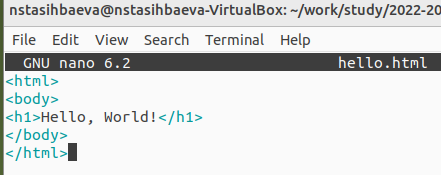 nstasihbaeva@nstasihbaeva-VirtualBox: ~/work/study/2022-20
File Edit View Search Terminal Help
GNU nano 6.2 hello.html
<html>
<body>
<h1>Hello, World!</h1>
</body>
</html>